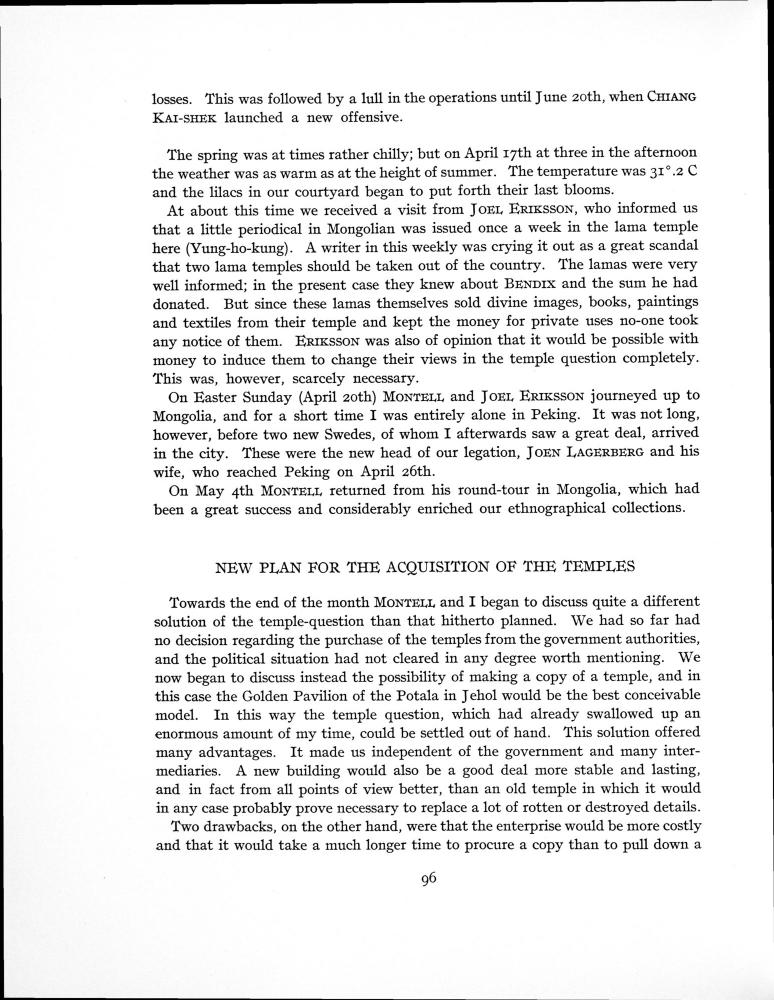 losses. This was followed by a lull in the operations until June 20th, when CHIANG
KAI-SHEK launched a new offensive.
The spring was at times rather chilly; but on April 17th at three in the afternoon
the weather was as warm as at the height of summer. The temperature was 31°.2 C
and the lilacs in our courtyard began to put forth their last blooms.
At about this time we received a visit from JOEL ERIKSSON, who informed us
that a little periodical in Mongolian was issued once a week in the lama temple
here (Yung-ho-kung). A writer in this weekly was crying it out as a great scandal
that two lama temples should be taken out of the country. The lamas were very
well informed; in the present case they knew about BENDIX and the sum he had
donated. But since these lamas themselves sold divine images, books, paintings
and textiles from their temple and kept the money for private uses no-one took
any notice of them. ERIKSSON was also of opinion that it would be possible with
money to induce them to change their views in the temple question completely.
This was, however, scarcely necessary.
On Easter Sunday (April 20th) MONTELL and JOEL ERIKSSON journeyed up to
Mongolia, and for a short time I was entirely alone in Peking. It was not long,
however, before two new Swedes, of whom I afterwards saw a great deal, arrived
in the city. These were the new head of our legation, JOEN LAGERBERG and his
wife, who reached Peking on April 26th.
On May 4th MONTELL returned from his round-tour in Mongolia, which had
been a great success and considerably enriched our ethnographical collections.
NEW PLAN FOR THE ACQUISITION OF THE TEMPLES
Towards the end of the month MONTELL and I began to discuss quite a different
solution of the temple-question than that hitherto planned. We had so far had
no decision regarding the purchase of the temples from the government authorities,
and the political situation had not cleared in any degree worth mentioning. We
now began to discuss instead the possibility of making a copy of a temple, and in
this case the Golden Pavilion of the Potala in Jehol would be the best conceivable
model. In this way the temple question, which had already swallowed up an
enormous amount of my time, could be settled out of hand. This solution offered
many advantages. It made us independent of the government and many inter-
mediaries. A new building would also be a good deal more stable and lasting,
and in fact from all points of view better, than an old temple in which it would
in any case probably prove necessary to replace a lot of rotten or destroyed details.
Two drawbacks, on the other hand, were that the enterprise would be more costly
and that it would take a much longer time to procure a copy than to pull down a
96